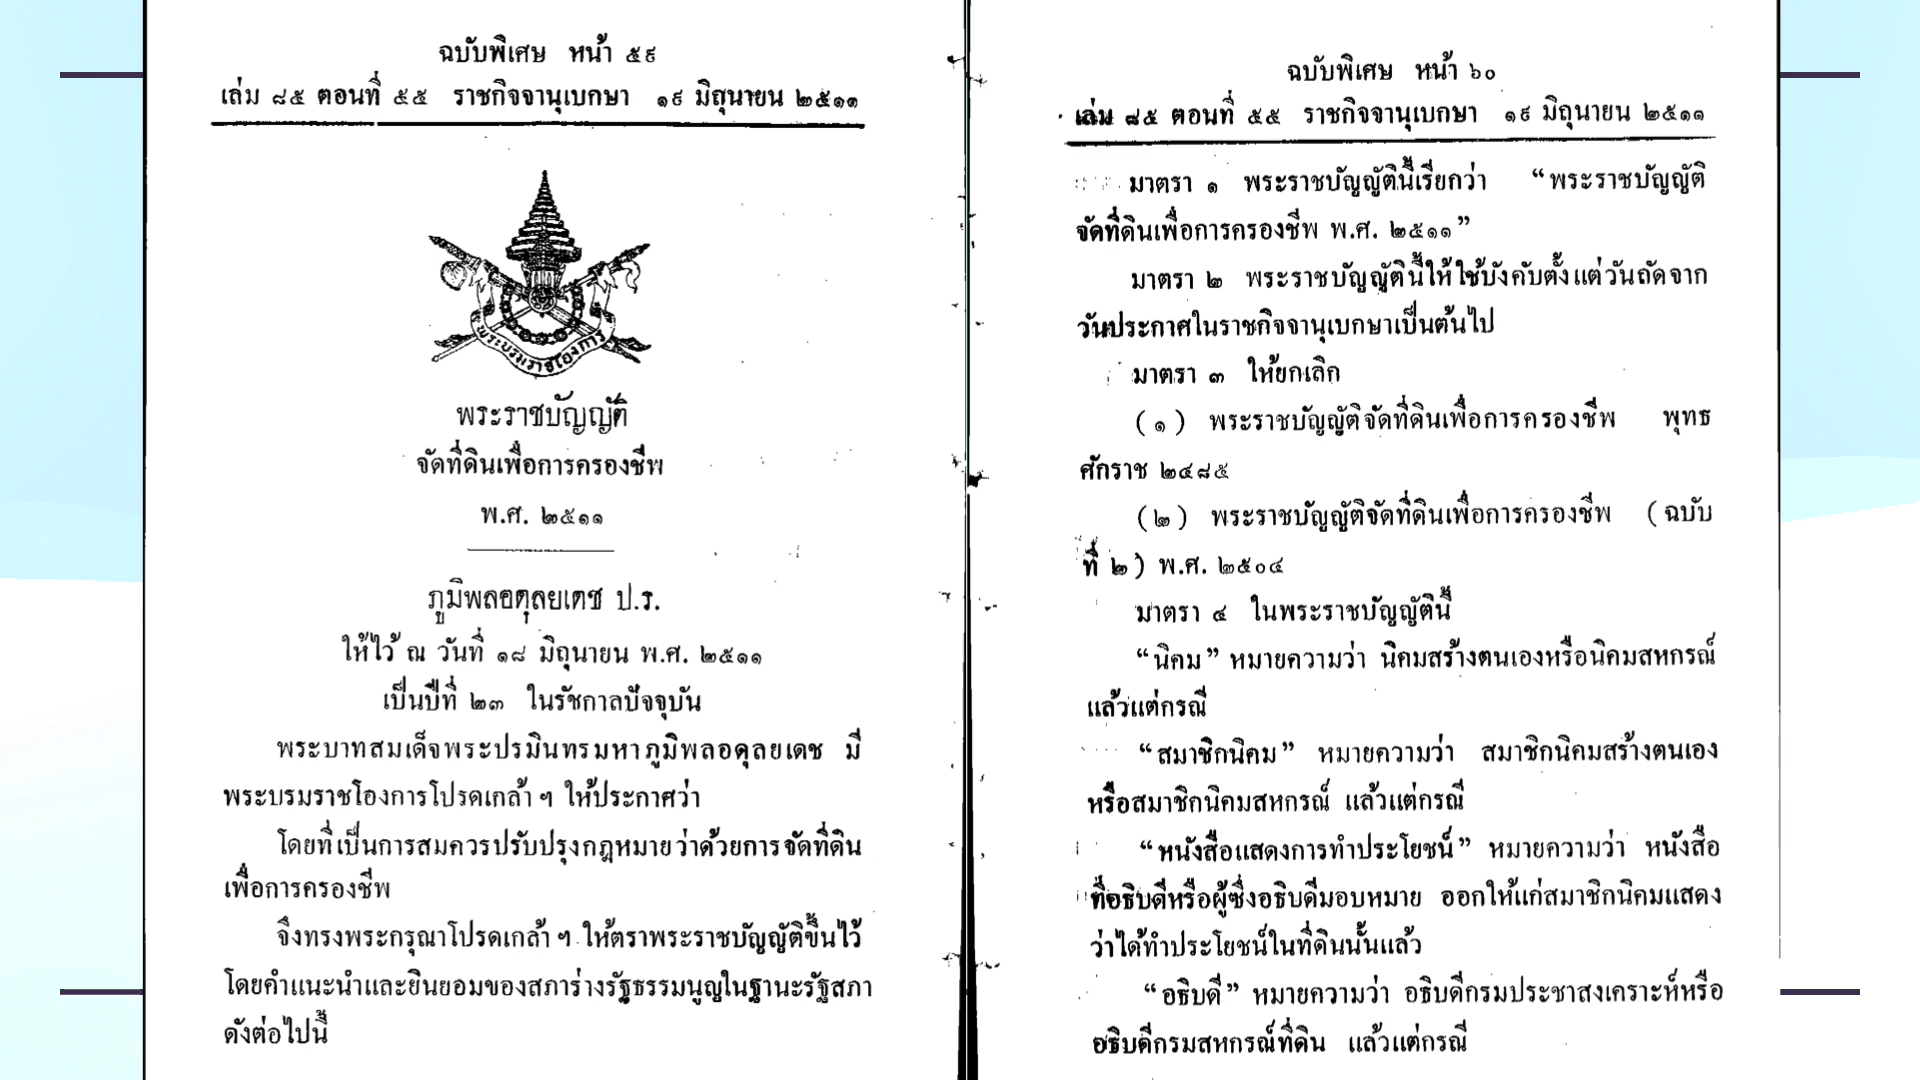 ฉบับพิเศษ หน้า ๕๙
เล่ม ๘๕ ตอนที่ ๕๕ ราชกิจจานุเบกษา ๑๙ มิถุนายน ๒๕๑๑
พระบรมราชโองการ
พระราชบัญญัติ
จัดที่ดินเพื่อการครองชีพ
พ.ศ. ๒๕๑๑
ภูมิพลอดุลยเดช ป.ร.
ให้ไว้ ณ วันที่ ๑๘ มิถุนายน พ.ศ. ๒๕๑๑
เป็นปีที่ ๒๓ ในรัชกาลปัจจุบัน
พระบาทสมเด็จพระปรมินทรมหาภูมิพลอดุลยเดช มี
พระบรมราชโองการโปรดเกล้า ฯ ให้ประกาศว่า
โดยที่เป็นการสมควรปรับปรุงกฎหมายว่าด้วยการจัดที่ดิน
เพื่อการครองชีพ
จึงทรงพระกรุณาโปรดเกล้า ฯ ให้ตราพระราชบัญญัติขึ้นไว้
โดยคำแนะนำและยินยอมของสภาร่างรัฐธรรมนูญในฐานะรัฐสภา
ดังต่อไปนี้
ฉบับพิเศษ หน้า ๖๐
เล่ม ๘๕ ตอนที่ ๕๕ ราชกิจจานุเบกษา ๑๙ มิถุนายน ๒๕๑๑
มาตรา ๑ พระราชบัญญัตินี้เรียกว่า “พระราชบัญญัติ
จัดที่ดินเพื่อการครองชีพ พ.ศ. ๒๕๑๑”
มาตรา ๒ พระราชบัญญัตินี้ให้ใช้บังคับตั้งแต่วันถัดจาก
วันประกาศในราชกิจจานุเบกษาเป็นต้นไป
มาตรา ๓ ให้ยกเลิก
(๑) พระราชบัญญัติจัดที่ดินเพื่อการครองชีพ พุทธ
ศักราช ๒๔๘๕
(๒) พระราชบัญญัติจัดที่ดินเพื่อการครองชีพ (ฉบับ
ที่ ๒) พ.ศ. ๒๕๐๔
มาตรา ๔ ในพระราชบัญญัตินี้
“นิคม” หมายความว่า นิคมสร้างตนเองหรือนิคมสหกรณ์
แล้วแต่กรณี
“สมาชิกนิคม” หมายความว่า สมาชิกนิคมสร้างตนเอง
หรือสมาชิกนิคมสหกรณ์ แล้วแต่กรณี
“หนังสือแสดงการทำประโยชน์” หมายความว่า หนังสือ
ที่อธิบดีหรือผู้ซึ่งอธิบดีมอบหมาย ออกให้แก่สมาชิกนิคมแสดง
ว่าได้ทำประโยชน์ในที่ดินนั้นแล้ว
“อธิบดี” หมายความว่า อธิบดีกรมประชาสงเคราะห์หรือ
อธิบดีกรมสหกรณ์ที่ดิน แล้วแต่กรณี